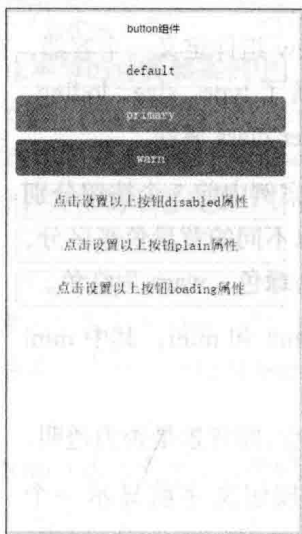 button组件
default
primary
warn
点击设置以上按钮disabled属性
点击设置以上按钮plain属性
点击设置以上按钮loading属性